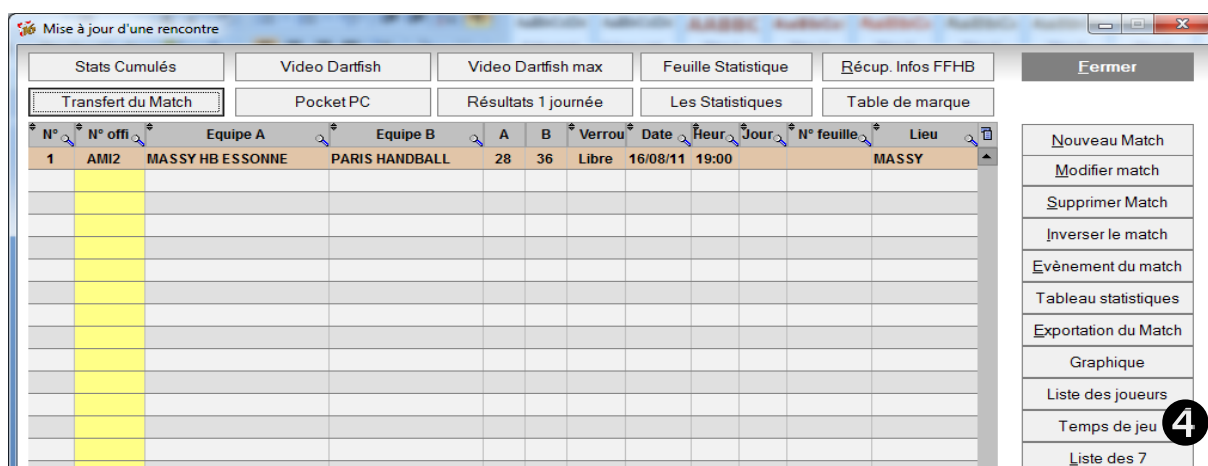 Mise à jour d'une rencontre
Stats Cumulés Video Dartfish Video Dartfish max Feuille Statistique Récup. Infos FFHB Fermer
Transfert du Match Pocket PC Résultats 1 journée Les Statistiques Table de marque
N° N° offi Equipe A Equipe B A B Verrou Date Heur Jour N° feuille Lieu
1 AMI2 MASSY HB ESSONNE PARIS HANDBALL 28 36 Libre 16/08/11 19:00 MASSY
Nouveau Match
Modifier match
Supprimer Match
Inverser le match
Evènement du match
Tableau statistiques
Exportation du Match
Graphique
Liste des joueurs
Temps de jeu ❹
Liste des 7